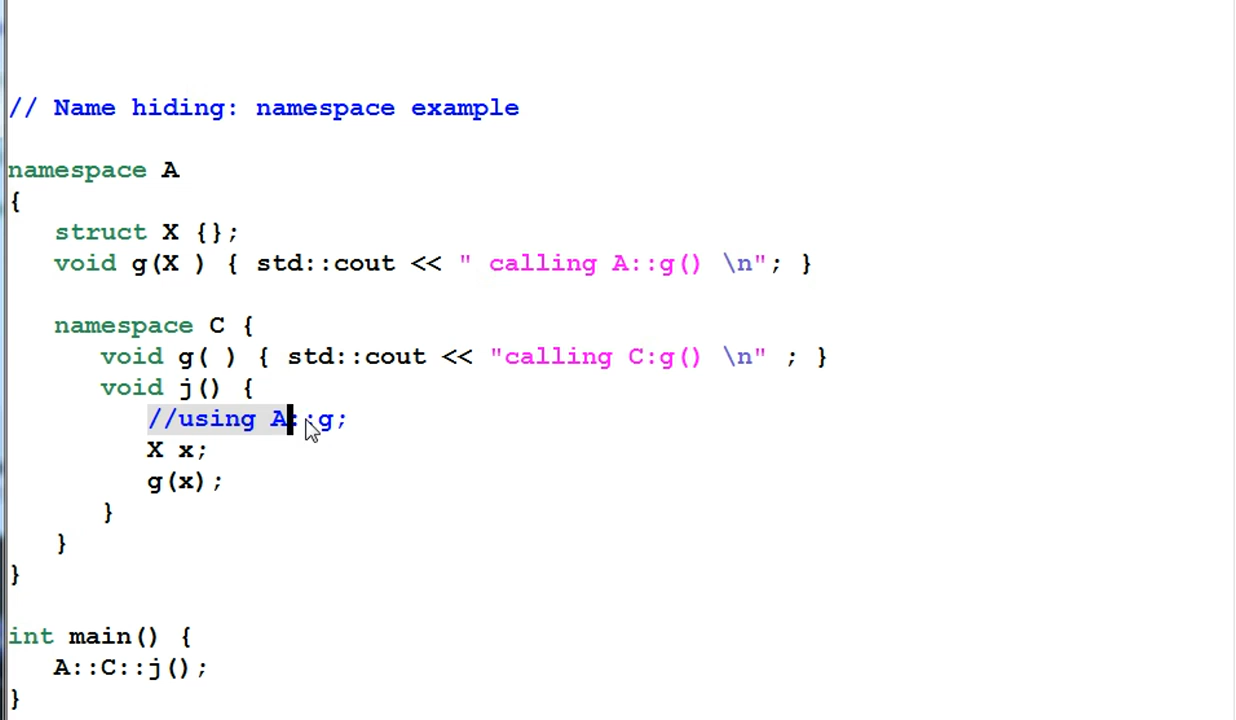 // Name hiding: namespace example
namespace A
{
struct X {};
void g(X ) { std::cout << " calling A::g() \n"; }
namespace C {
void g( ) { std::cout << "calling C:g() \n" ; }
void j() {
//using A::g;
X x;
g(x);
}
}
}
int main() {
A::C::j();
}